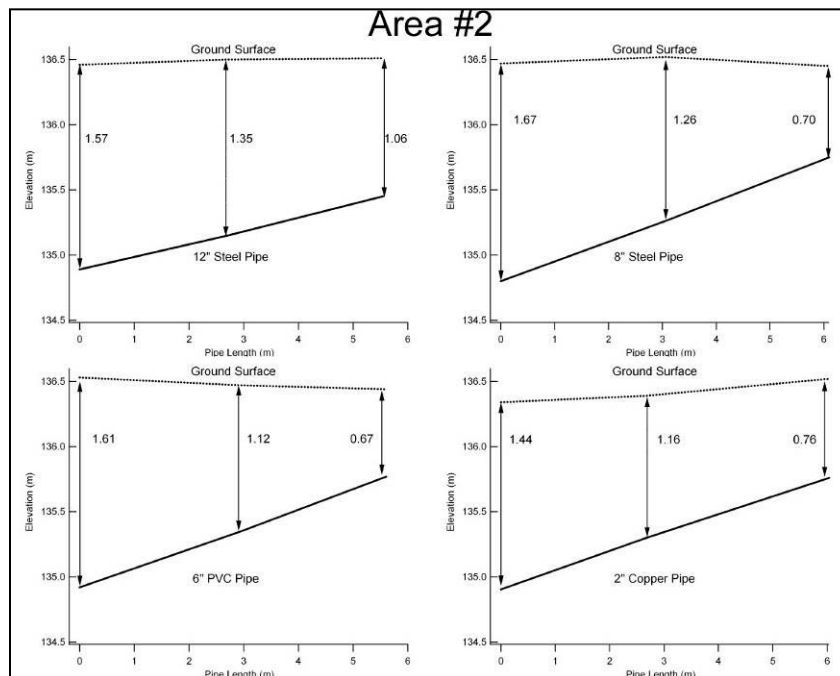 Area #2
Ground Surface
136.5
136.0
135.5
135.0
134.5
Elevation (m)
1.57
1.35
1.06
12" Steel Pipe
0 1 2 3 4 5 6
Pipe Length (m)
Ground Surface
136.5
136.0
135.5
135.0
134.5
Elevation (m)
1.67
1.26
0.70
8" Steel Pipe
0 1 2 3 4 5 6
Pipe Length (m)
Ground Surface
136.5
136.0
135.5
135.0
134.5
Elevation (m)
1.61
1.12
0.67
6" PVC Pipe
0 1 2 3 4 5 6
Pipe Length (m)
Ground Surface
136.5
136.0
135.5
135.0
134.5
Elevation (m)
1.44
1.16
0.76
2" Copper Pipe
0 1 2 3 4 5 6
Pipe Length (m)